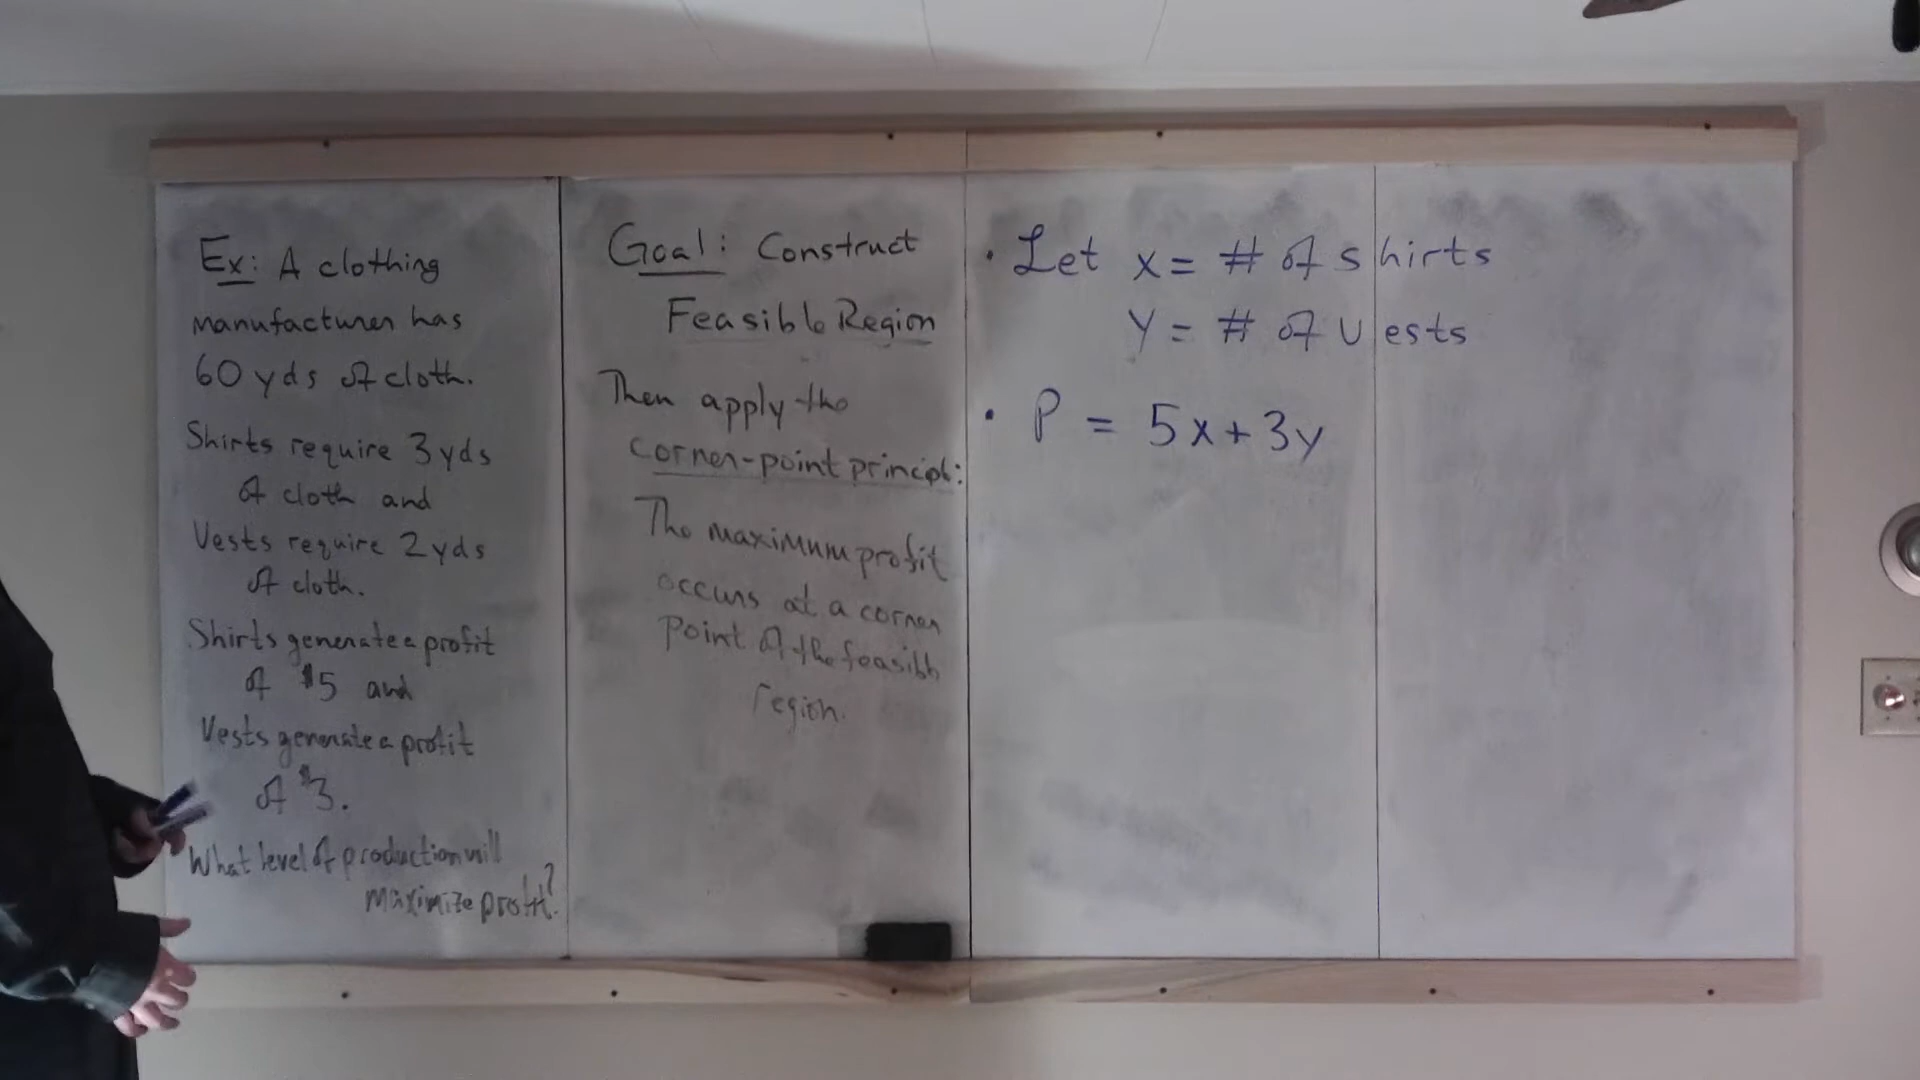 Ex: A clothing
manufacturer has
60 yds of cloth.
Shirts require 3 yds
of cloth and
Vests require 2 yds
of cloth.
Shirts generate a profit
of $5 and
Vests generate a profit
of $3.
What level of production will
maximize profit?
Goal: Construct
Feasible Region
Then apply the
corner-point principl:
The maximum profit
occurs at a corner
point of the feasible
region.
• Let x = # of shirts
y = # of vests
• P = 5x + 3y